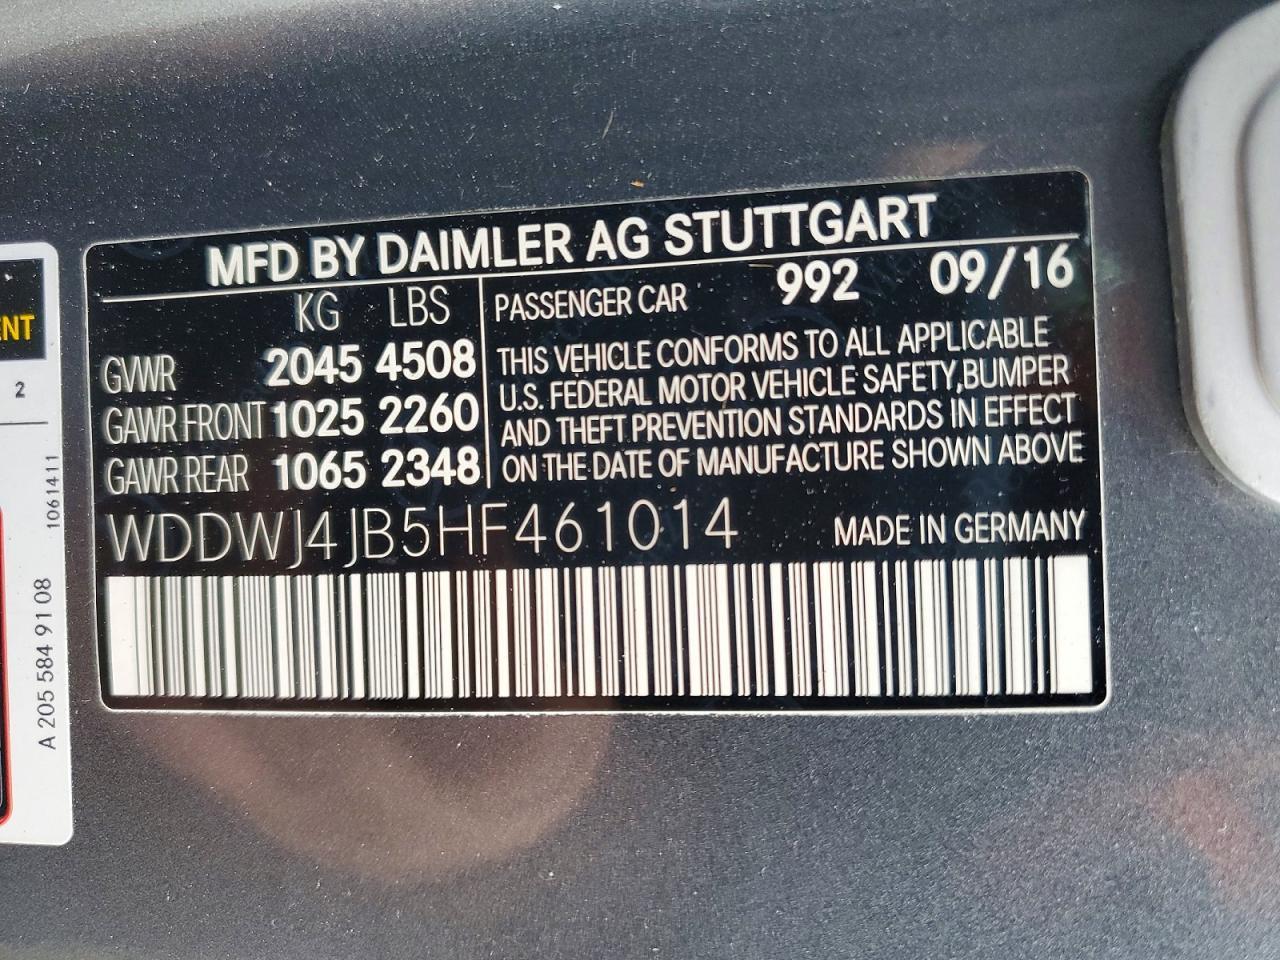 MFD BY DAIMLER AG STUTTGART
KG LBS
GVWR 2045 4508
GAWR FRONT 1025 2260
GAWR REAR 1065 2348
PASSENGER CAR 992 09/16
THIS VEHICLE CONFORMS TO ALL APPLICABLE
U.S. FEDERAL MOTOR VEHICLE SAFETY,BUMPER
AND THEFT PREVENTION STANDARDS IN EFFECT
ON THE DATE OF MANUFACTURE SHOWN ABOVE
WDDWJ4JB5HF461014 MADE IN GERMANY
ENT
2
1061411
A 205 584 91 08